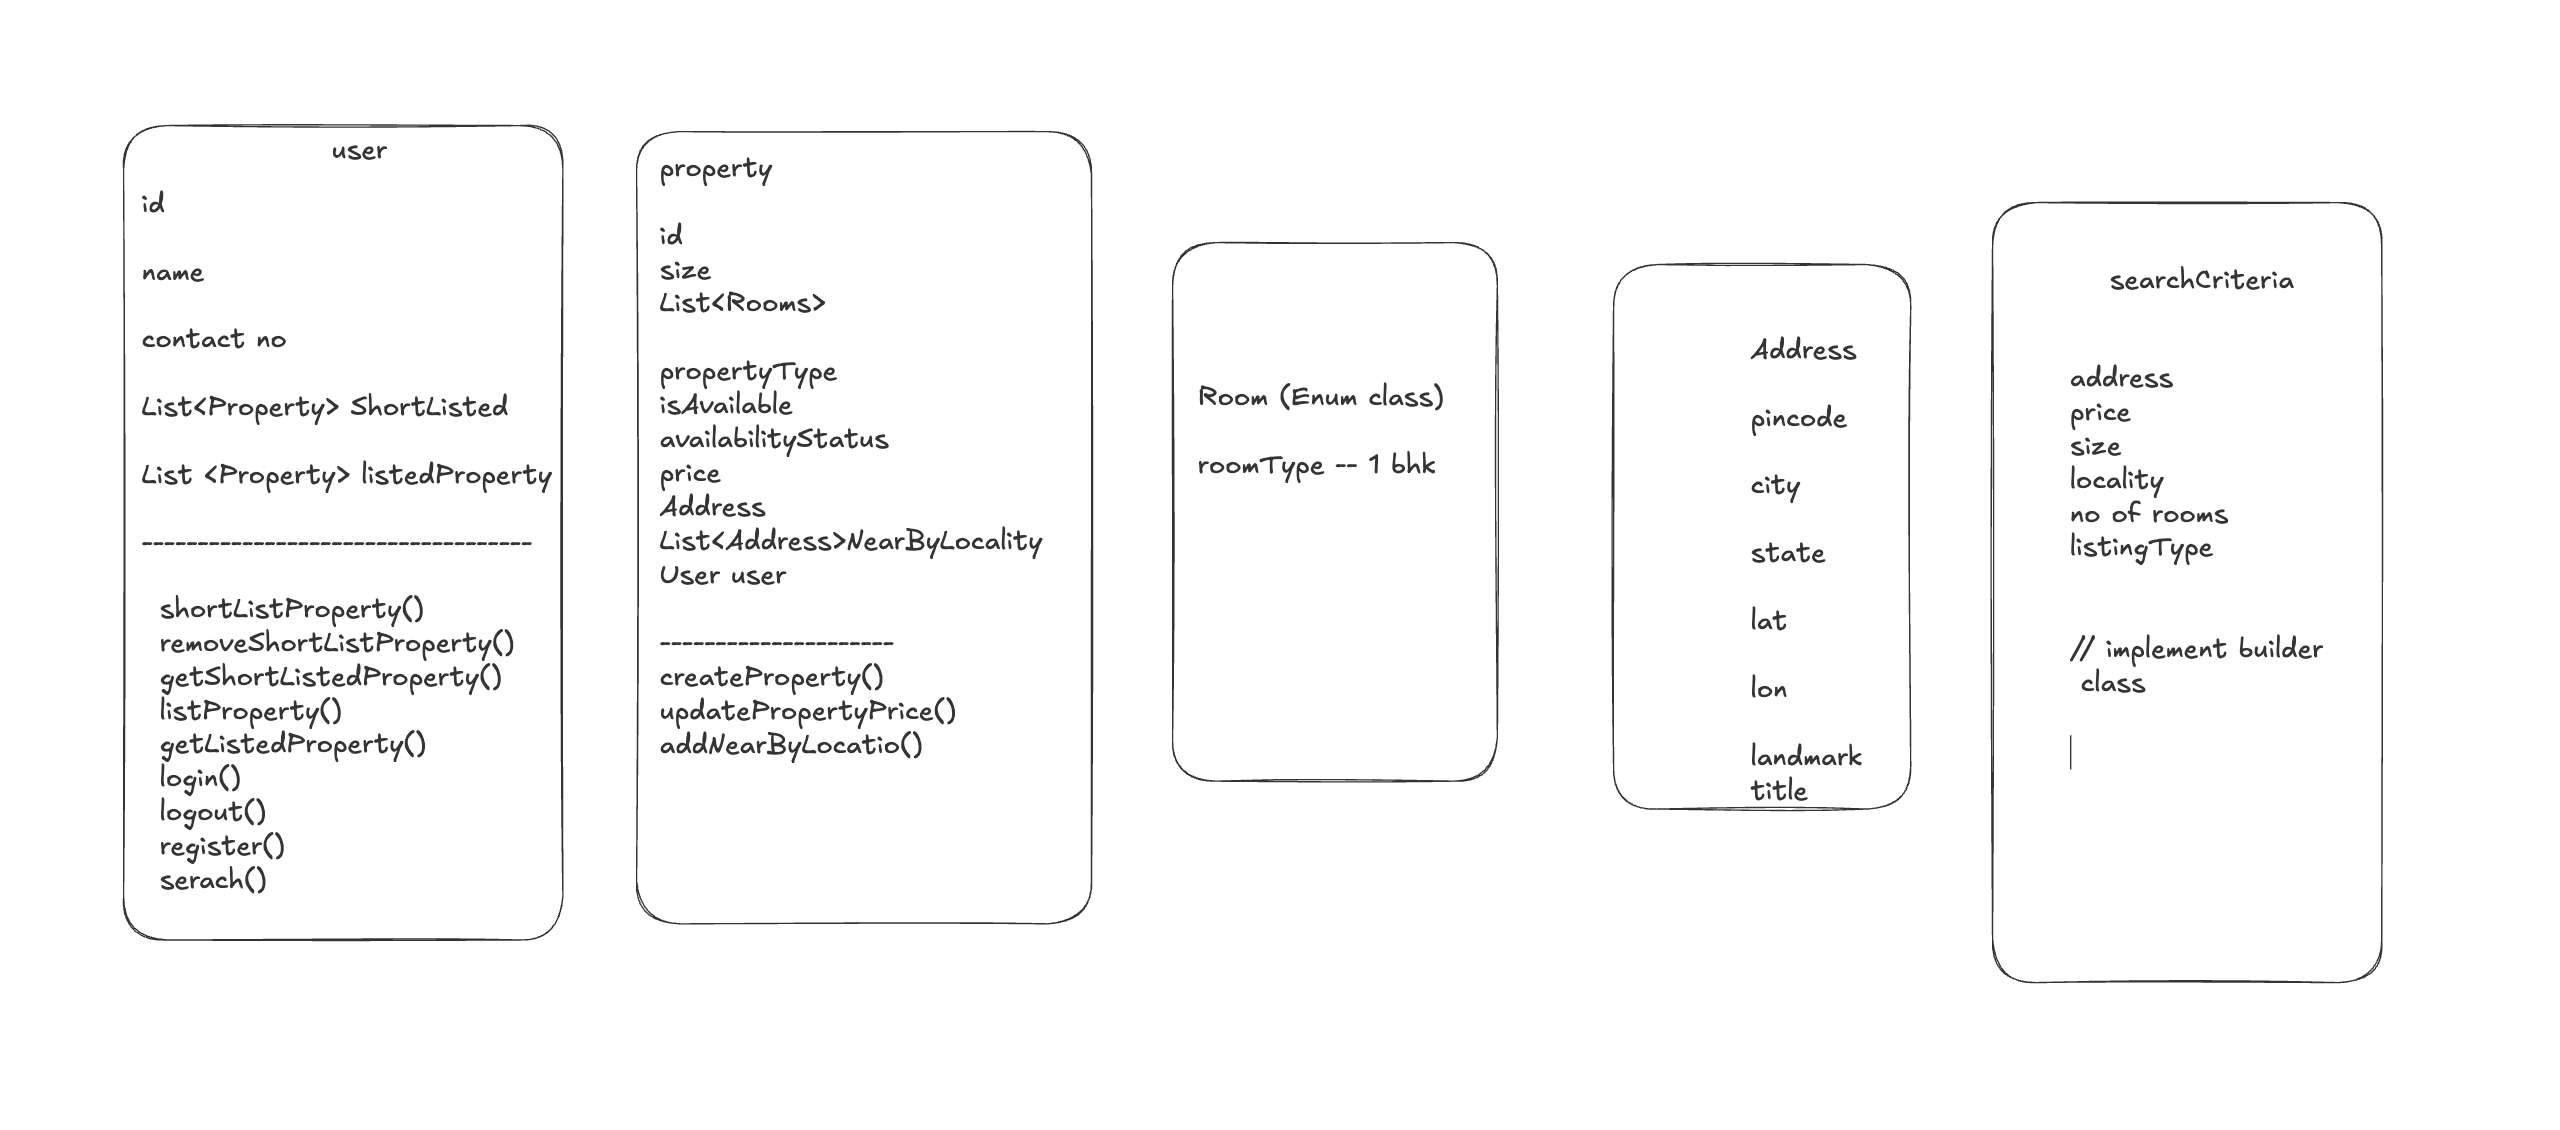 user
id
name
contact no
List<Property> ShortListed
List <Property> listedProperty
-----------------------------------
shortListProperty()
removeShortListProperty()
getShortListedProperty()
listProperty()
getListedProperty()
login()
logout()
register()
serach()
property
id
size
List<Rooms>
propertyType
isAvailable
availabilityStatus
price
Address
List<Address>NearByLocality
User user
---------------------
createProperty()
updatePropertyPrice()
addNearByLocatio()
Room (Enum class)
roomType -- 1 bhk
Address
pincode
city
state
lat
lon
landmark
title
searchCriteria
address
price
size
locality
no of rooms
listingType
// implement builder
class